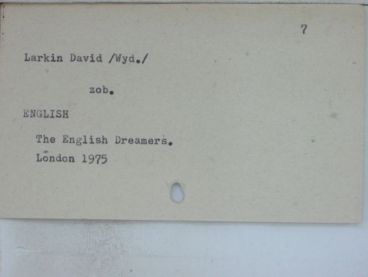 7
Larkin David /Wyd./
zob.
ENGLISH
The English Dreamers.
London 1975